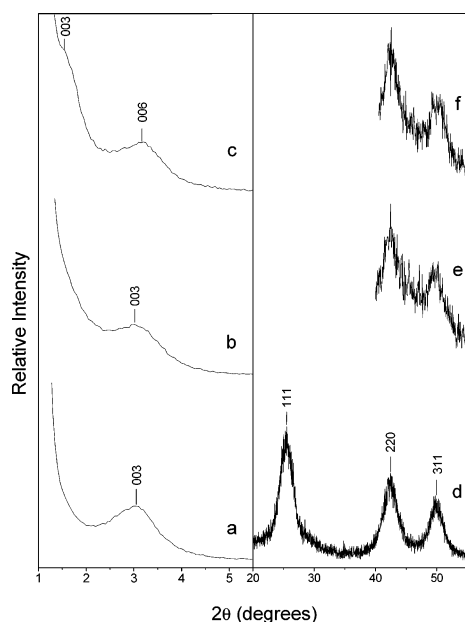 003
006
c
f
003
b
e
Relative Intensity
111
003
220
311
a
d
1 2 3 4 5 20 30 40 50
2θ (degrees)